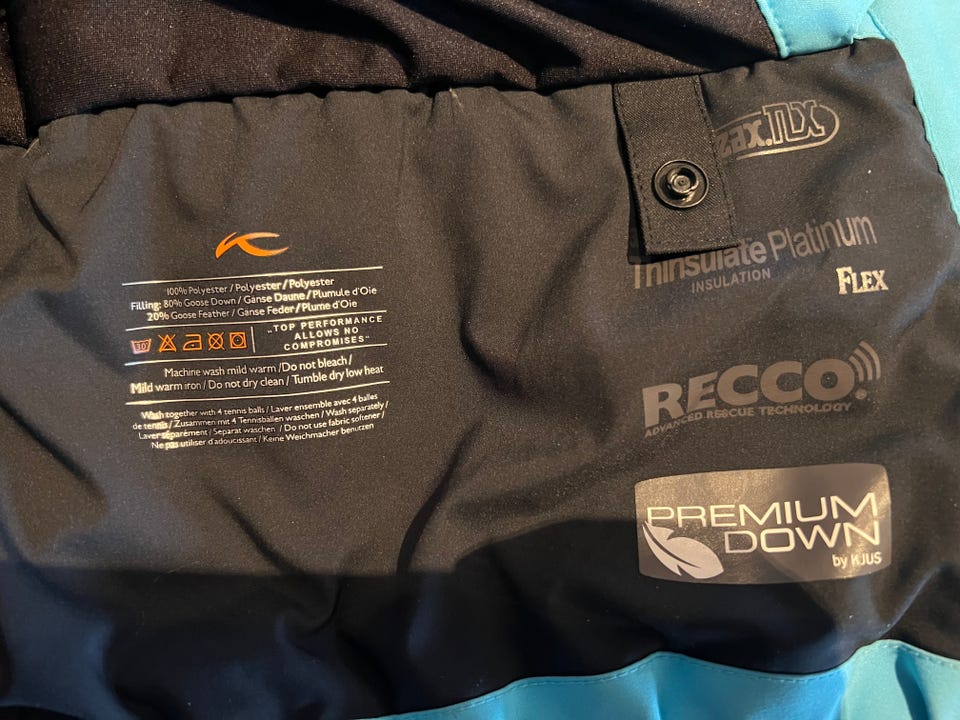 100% Polyester / Polyester / Polyester
Filling: 80% Goose Down / Gänse Daune / Plumule d'Oie
20% Goose Feather / Gänse Feder / Plume d'Oie
30°
„TOP PERFORMANCE
ALLOWS NO
COMPROMISES"
Machine wash mild warm / Do not bleach /
Mild warm iron / Do not dry clean / Tumble dry low heat
Wash together with 4 tennis balls / Laver ensemble avec 4 balles
de tennis / Zusammen mit 4 Tennisbällen waschen / Wash separately /
Laver séparément / Separat waschen / Do not use fabric softener /
Ne pas utiliser d'adoucissant / Keine Weichmacher benutzen
Thinsulate Platinum
INSULATION
FLEX
RECCO
ADVANCED RESCUE TECHNOLOGY
PREMIUM
DOWN
by KJUS